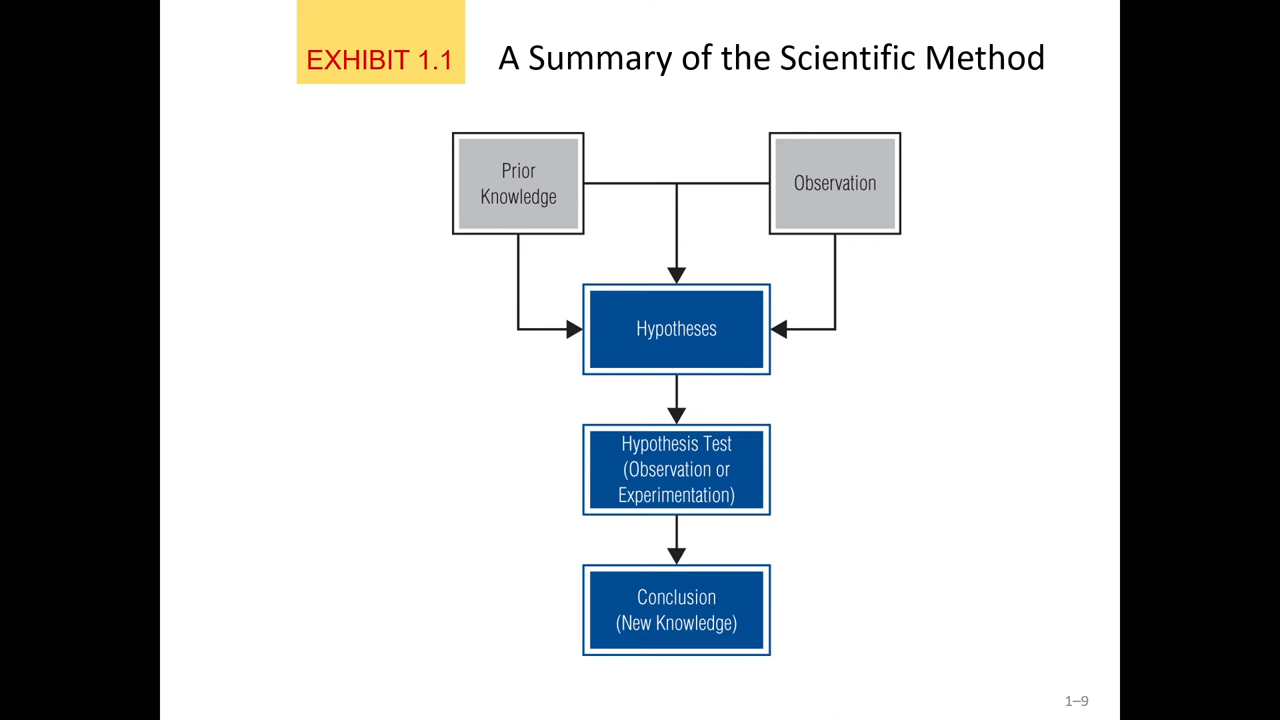 EXHIBIT 1.1
A Summary of the Scientific Method
Prior
Knowledge
Observation
Hypotheses
Hypothesis Test
(Observation or
Experimentation)
Conclusion
(New Knowledge)
1–9